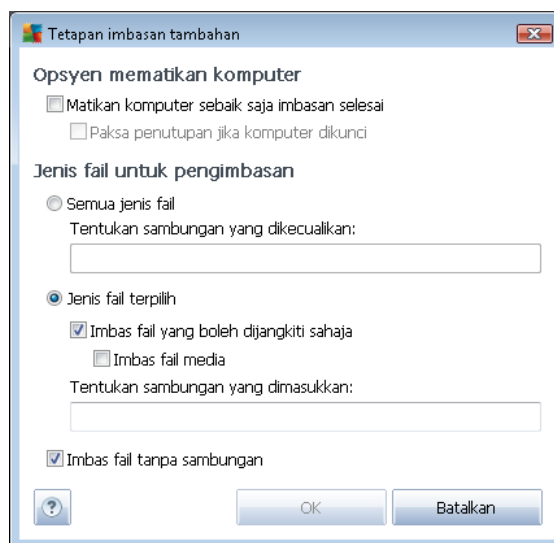 Tetapan imbasan tambahan
Opsyen mematikan komputer
Matikan komputer sebaik saja imbasan selesai
Paksa penutupan jika komputer dikunci
Jenis fail untuk pengimbasan
Semua jenis fail
Tentukan sambungan yang dikecualikan:
Jenis fail terpilih
Imbas fail yang boleh dijangkiti sahaja
Imbas fail media
Tentukan sambungan yang dimasukkan:
Imbas fail tanpa sambungan
? OK Batalkan